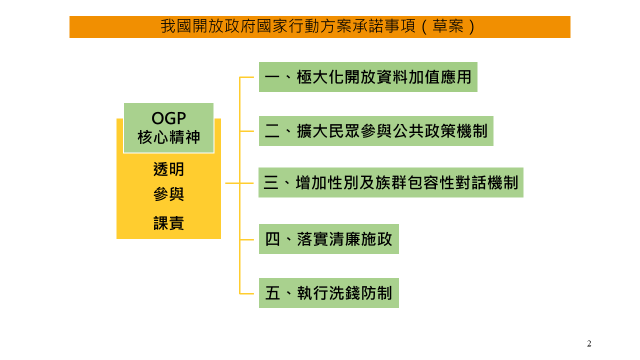 我國開放政府國家行動方案承諾事項（草案）
OGP
核心精神
透明
參與
課責
一、極大化開放資料加值應用
二、擴大民眾參與公共政策機制
三、增加性別及族群包容性對話機制
四、落實清廉施政
五、執行洗錢防制
2